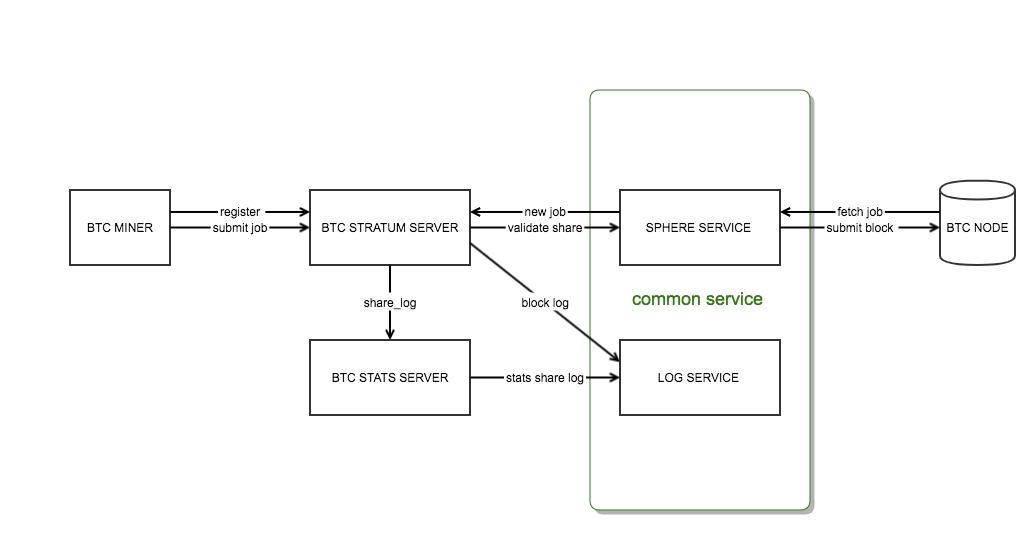 register
new job
fetch job
BTC MINER
submit job
BTC STRATUM SERVER
validate share
SPHERE SERVICE
submit block
BTC NODE
common service
share_log
block log
BTC STATS SERVER
stats share log
LOG SERVICE